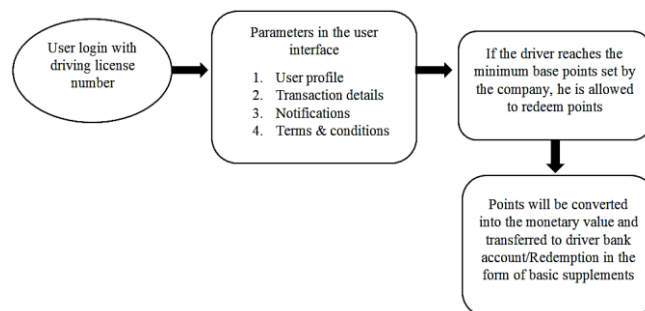 User login with
driving license
number
Parameters in the user
interface
1. User profile
2. Transaction details
3. Notifications
4. Terms & conditions
If the driver reaches the
minimum base points set by
the company, he is allowed
to redeem points
Points will be converted
into the monetary value and
transferred to driver bank
account/Redemption in the
form of basic supplements